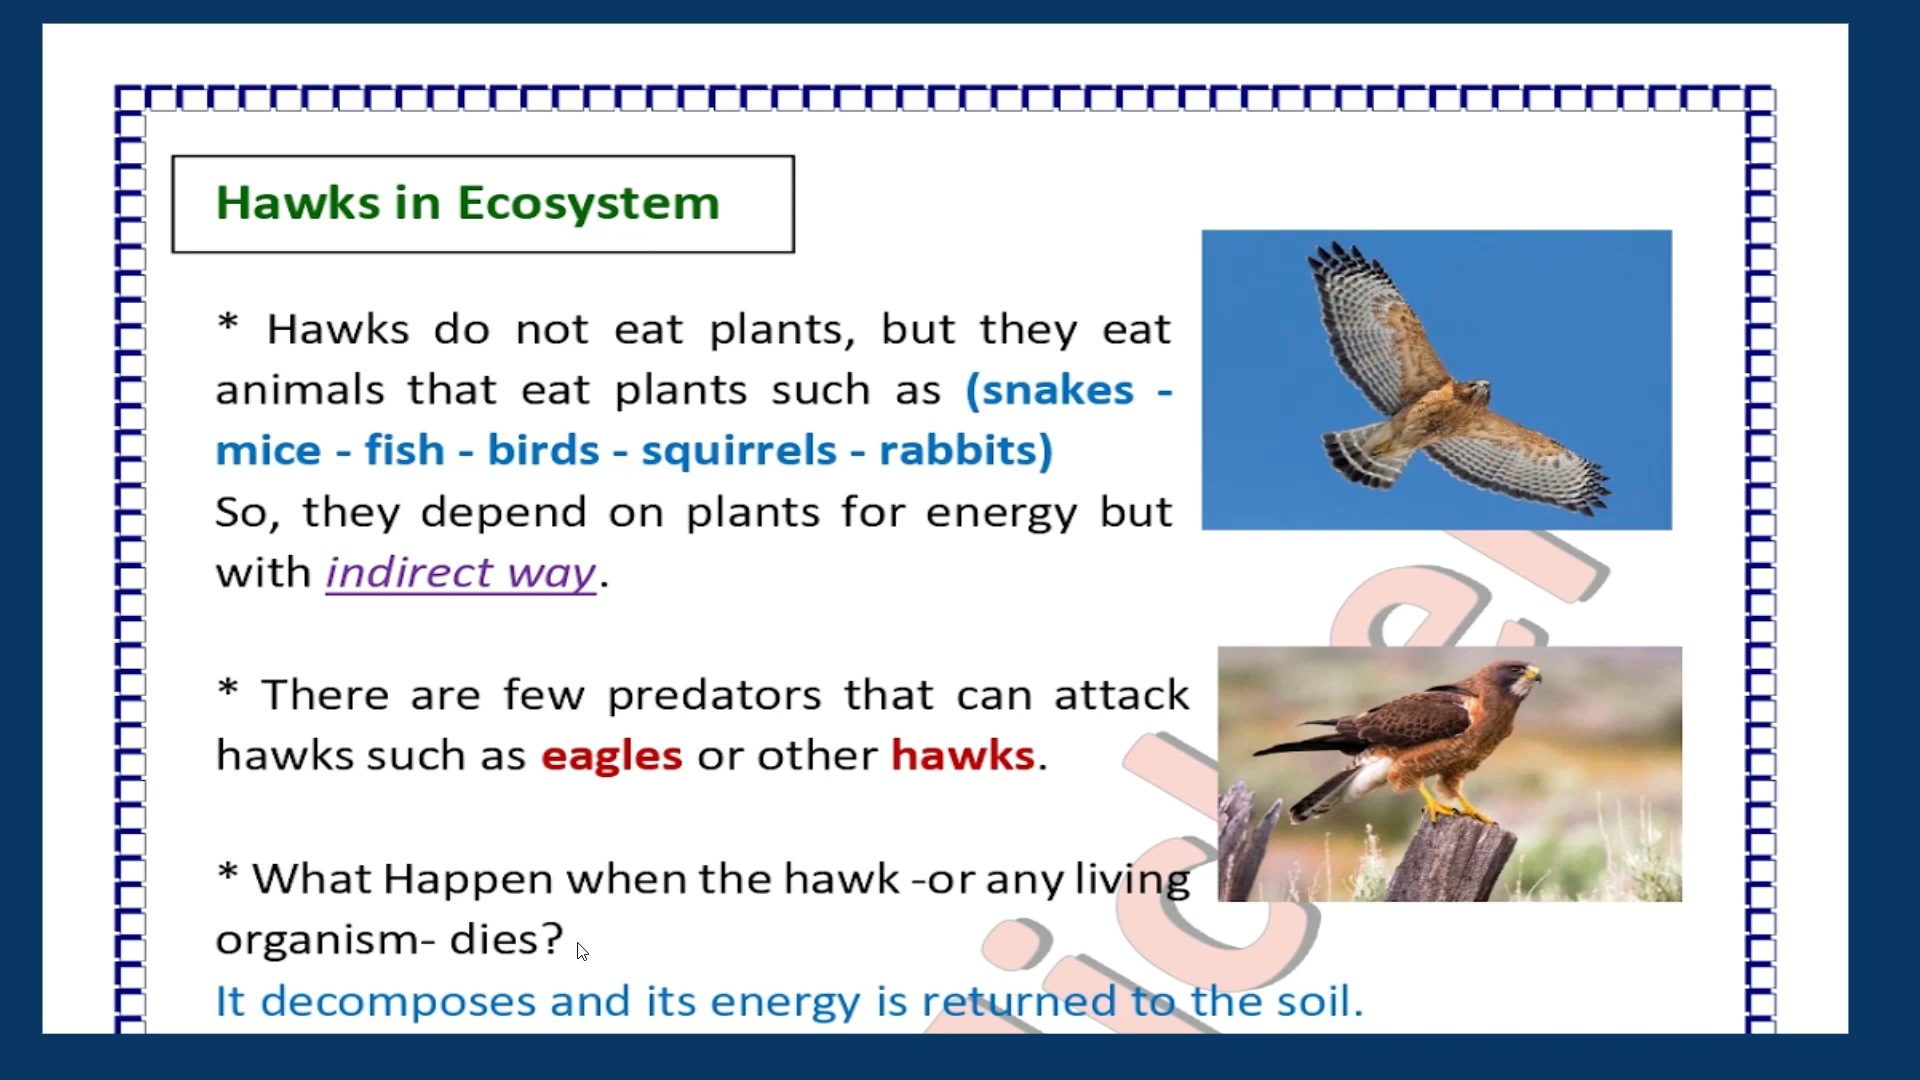 Hawks in Ecosystem
* Hawks do not eat plants, but they eat
animals that eat plants such as (snakes -
mice - fish - birds - squirrels - rabbits)
So, they depend on plants for energy but
with indirect way.
* There are few predators that can attack
hawks such as eagles or other hawks.
* What Happen when the hawk -or any living
organism- dies?
It decomposes and its energy is returned to the soil.